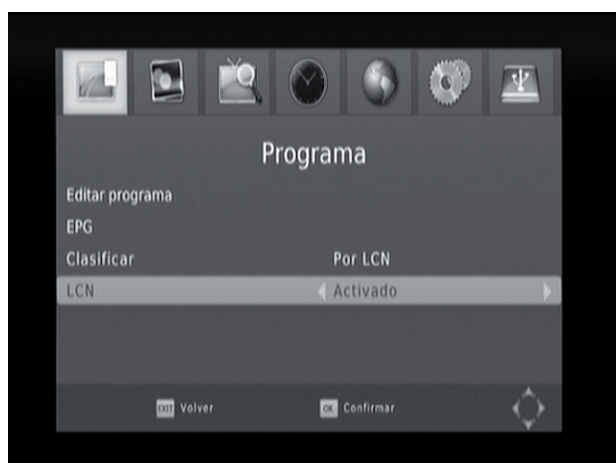 Programa
Editar programa
EPG
Clasificar Por LCN
LCN Activado
EXIT Volver OK Confirmar